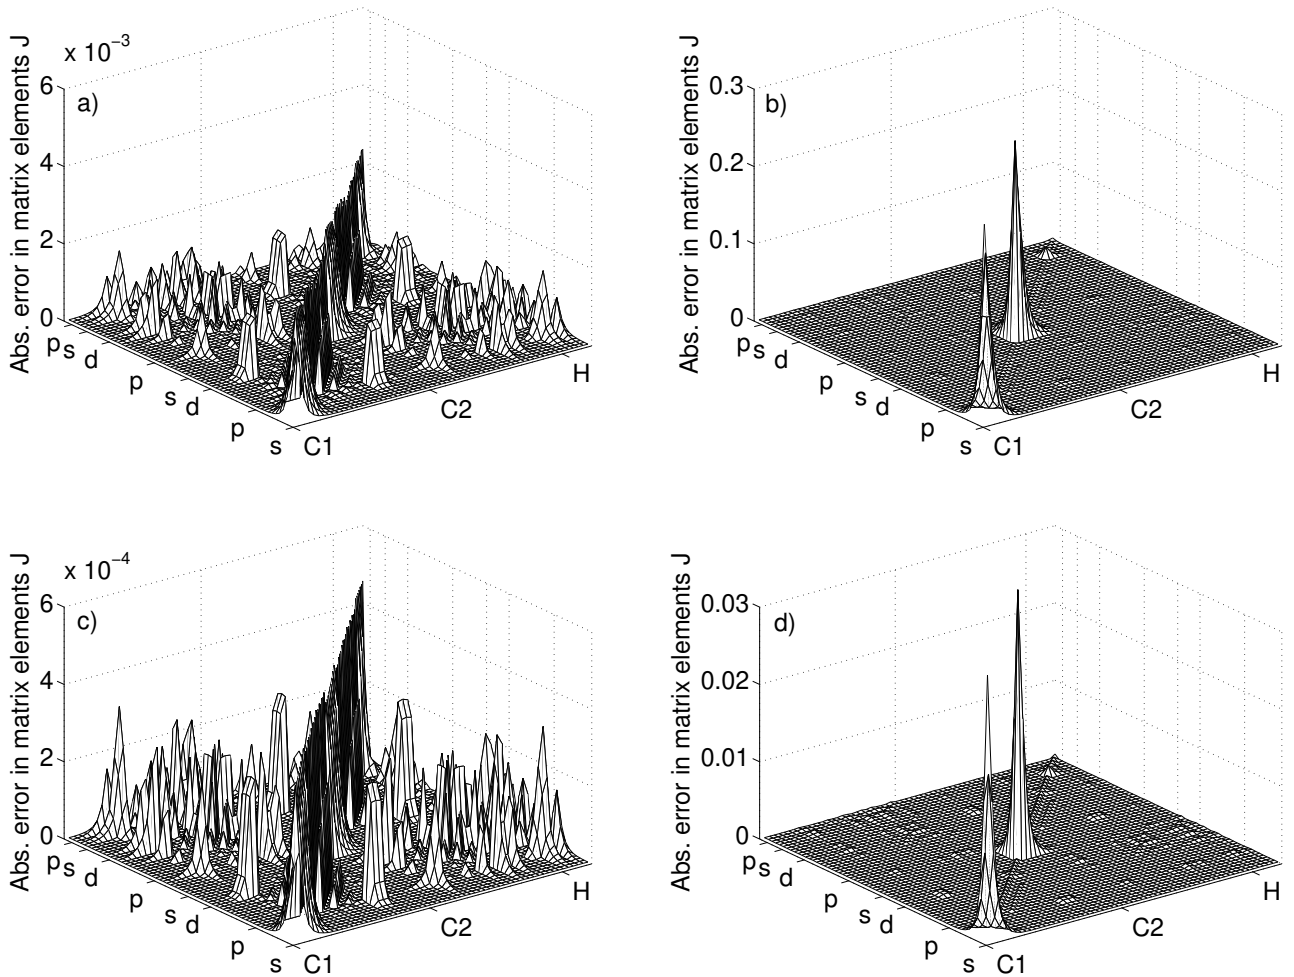 Abs. error in matrix elements J
x 10⁻³
6
4
2
0
a)
p s d p s d p s
C1 C2 H
Abs. error in matrix elements J
0.3
0.2
0.1
0
b)
p s d p s d p s
C1 C2 H
Abs. error in matrix elements J
x 10⁻⁴
6
4
2
0
c)
p s d p s d p s
C1 C2 H
Abs. error in matrix elements J
0.03
0.02
0.01
0
d)
p s d p s d p s
C1 C2 H